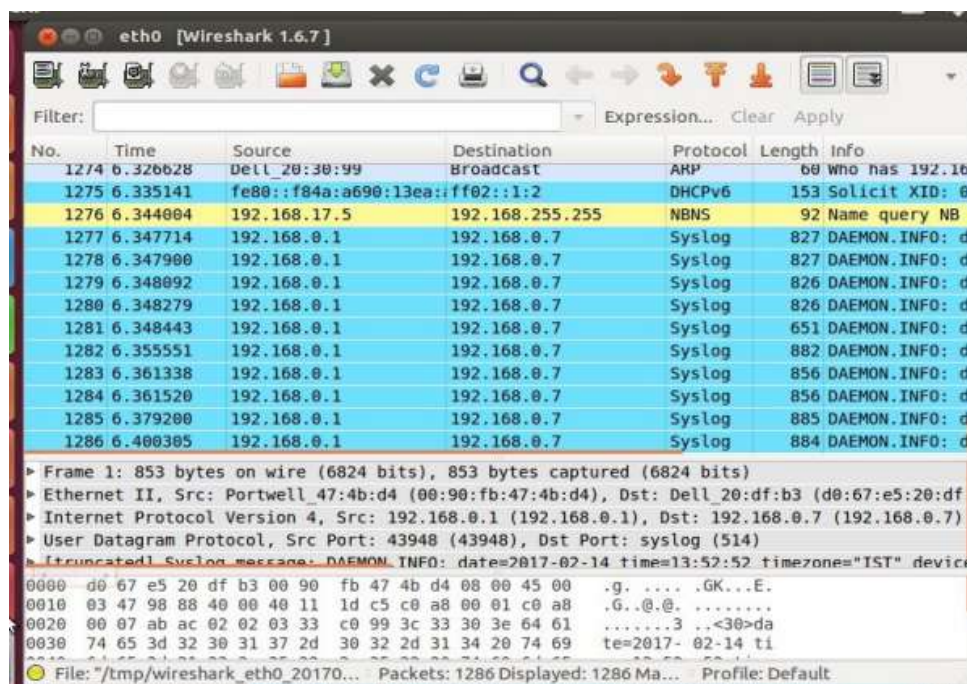 eth0 [Wireshark 1.6.7 ]
Filter: Expression... Clear Apply
No. Time Source Destination Protocol Length Info
1274 6.326628 Dell_20:30:99 Broadcast ARP 60 Who has 192.16
1275 6.335141 fe80::f84a:a690:13ea: ff02::1:2 DHCPv6 153 Solicit XID: 0
1276 6.344004 192.168.17.5 192.168.255.255 NBNS 92 Name query NB
1277 6.347714 192.168.0.1 192.168.0.7 Syslog 827 DAEMON.INFO: d
1278 6.347900 192.168.0.1 192.168.0.7 Syslog 827 DAEMON.INFO: d
1279 6.348092 192.168.0.1 192.168.0.7 Syslog 826 DAEMON.INFO: d
1280 6.348279 192.168.0.1 192.168.0.7 Syslog 826 DAEMON.INFO: d
1281 6.348443 192.168.0.1 192.168.0.7 Syslog 651 DAEMON.INFO: d
1282 6.355551 192.168.0.1 192.168.0.7 Syslog 882 DAEMON.INFO: d
1283 6.361338 192.168.0.1 192.168.0.7 Syslog 856 DAEMON.INFO: d
1284 6.361520 192.168.0.1 192.168.0.7 Syslog 856 DAEMON.INFO: d
1285 6.379200 192.168.0.1 192.168.0.7 Syslog 885 DAEMON.INFO: d
1286 6.400305 192.168.0.1 192.168.0.7 Syslog 884 DAEMON.INFO: d
Frame 1: 853 bytes on wire (6824 bits), 853 bytes captured (6824 bits)
Ethernet II, Src: Portwell_47:4b:d4 (00:90:fb:47:4b:d4), Dst: Dell_20:df:b3 (d0:67:e5:20:df
Internet Protocol Version 4, Src: 192.168.0.1 (192.168.0.1), Dst: 192.168.0.7 (192.168.0.7)
User Datagram Protocol, Src Port: 43948 (43948), Dst Port: syslog (514)
[truncated] Syslog message: DAEMON.INFO: date=2017-02-14 time=13:52:52 timezone="IST" device
0000 d0 67 e5 20 df b3 00 90 fb 47 4b d4 08 00 45 00 .g. .... .GK...E.
0010 03 47 98 88 40 00 40 11 1d c5 c0 a8 00 01 c0 a8 .G..@.@. ........
0020 00 07 ab ac 02 02 03 33 c0 99 3c 33 30 3e 64 61 .......3 ..<30>da
0030 74 65 3d 32 30 31 37 2d 30 32 2d 31 34 20 74 69 te=2017- 02-14 ti
File: "/tmp/wireshark_eth0_20170... Packets: 1286 Displayed: 1286 Ma... Profile: Default